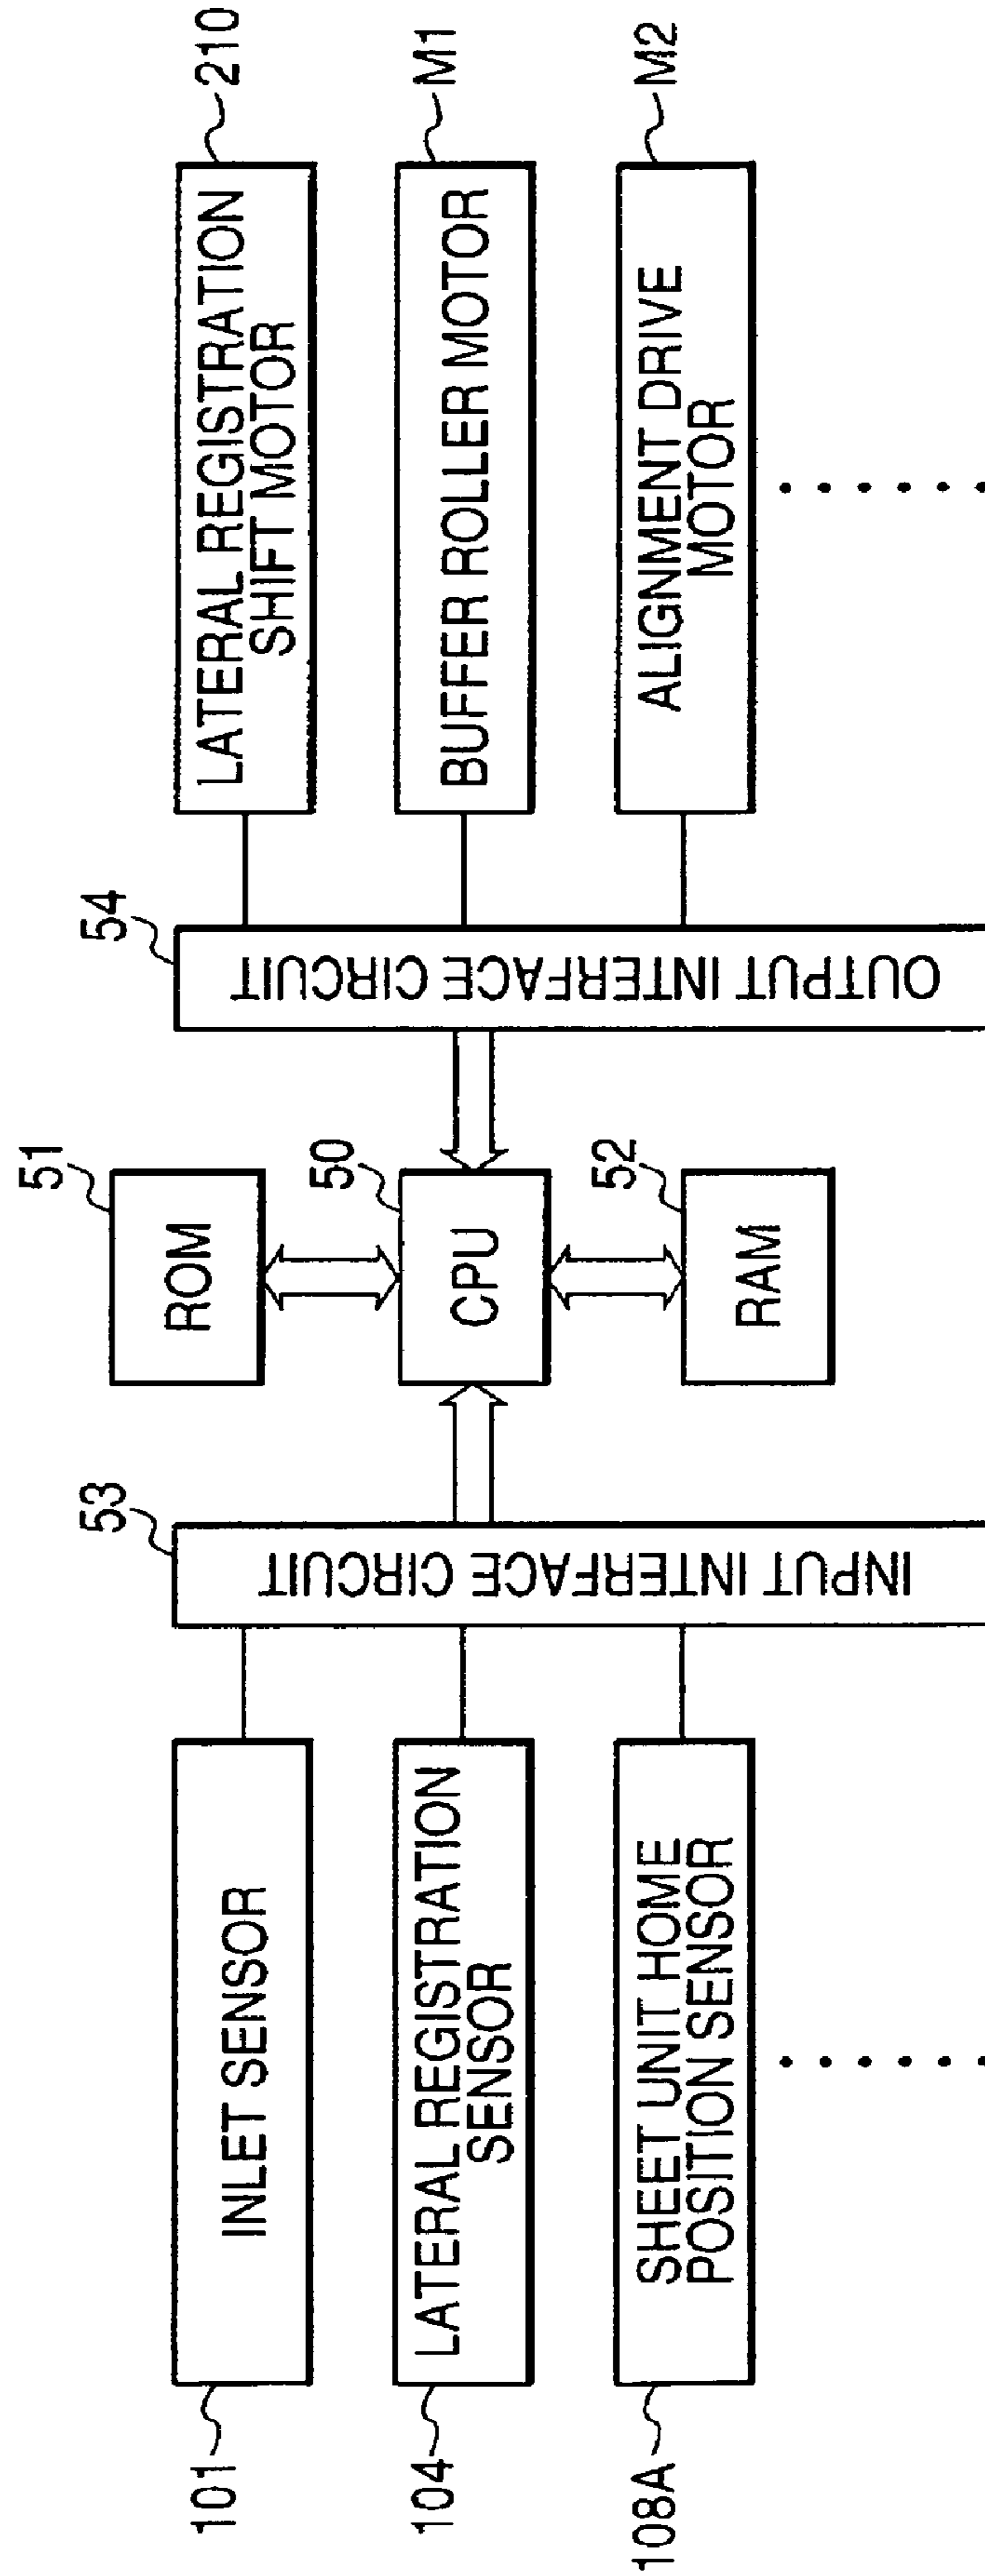 101
INLET SENSOR
104
LATERAL REGISTRATION
SENSOR
108A
SHEET UNIT HOME
POSITION SENSOR
53
INPUT INTERFACE CIRCUIT
51
ROM
50
CPU
52
RAM
54
OUTPUT INTERFACE CIRCUIT
210
LATERAL REGISTRATION
SHIFT MOTOR
M1
BUFFER ROLLER MOTOR
M2
ALIGNMENT DRIVE
MOTOR